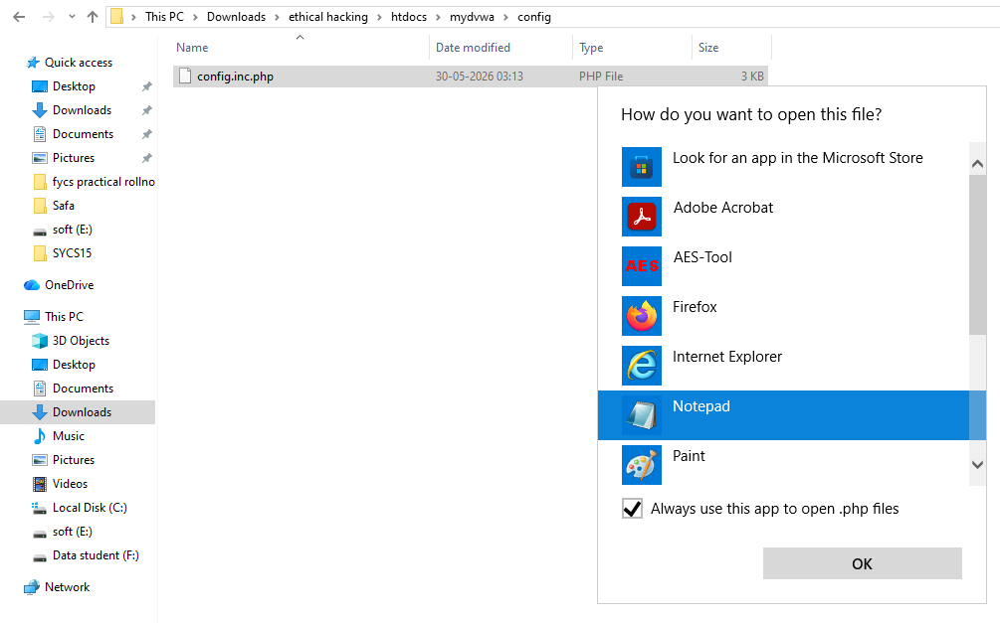 This PC > Downloads > ethical hacking > htdocs > mydvwa > config
Name Date modified Type Size
config.inc.php 30-05-2026 03:13 PHP File 3 KB
Quick access
Desktop
Downloads
Documents
Pictures
fycs practical rollno
Safa
soft (E:)
SYCS15
OneDrive
This PC
3D Objects
Desktop
Documents
Downloads
Music
Pictures
Videos
Local Disk (C:)
soft (E:)
Data student (F:)
Network
How do you want to open this file?
Look for an app in the Microsoft Store
Adobe Acrobat
AES
AES-Tool
Firefox
Internet Explorer
Notepad
Paint
Always use this app to open .php files
OK